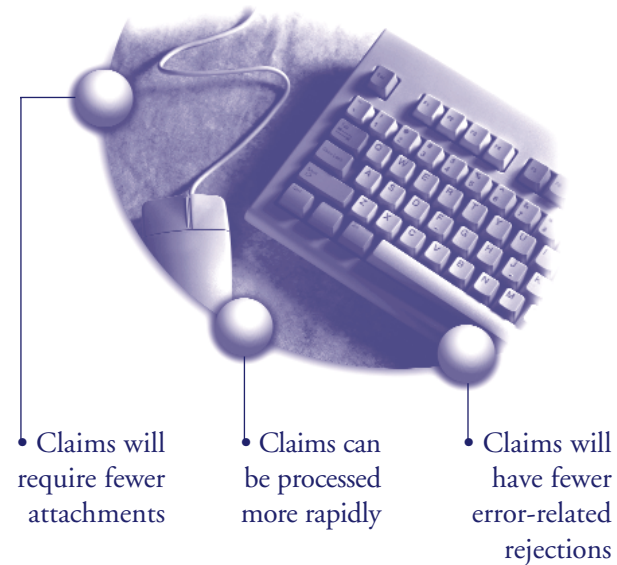 • Claims will
require fewer
attachments
• Claims can
be processed
more rapidly
• Claims will
have fewer
error-related
rejections